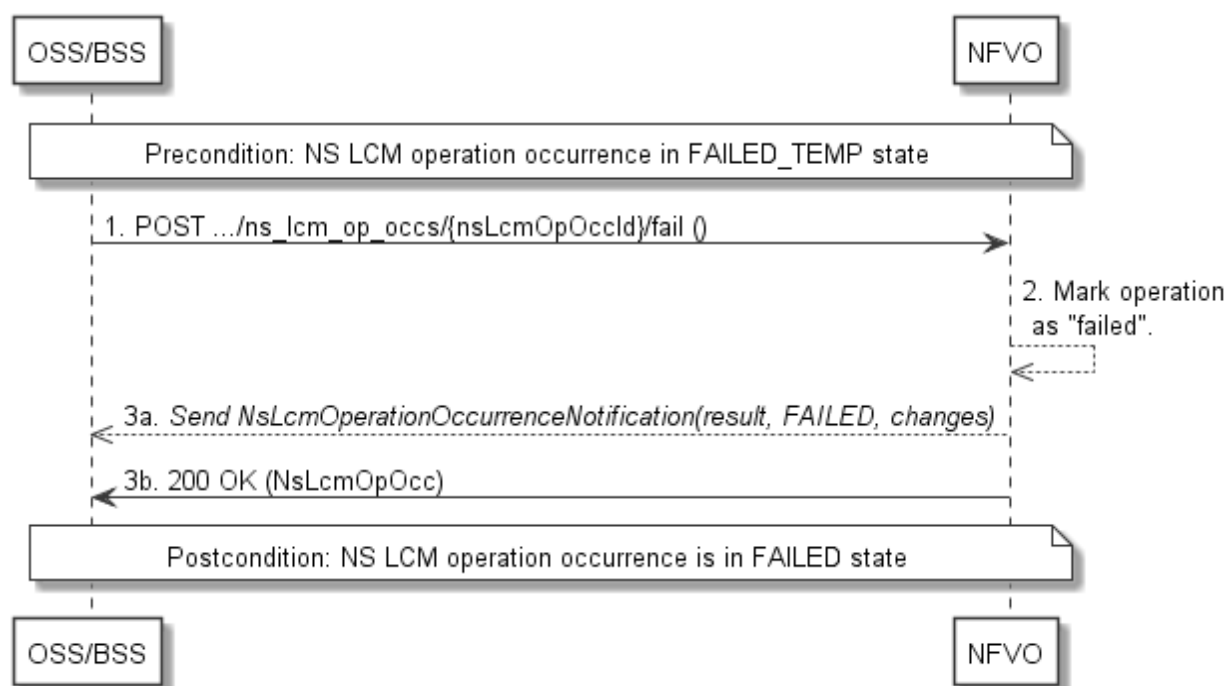 OSS/BSS
NFVO
Precondition: NS LCM operation occurrence in FAILED_TEMP state
1. POST .../ns_lcm_op_occs/{nsLcmOpOccId}/fail ()
2. Mark operation
as "failed".
3a. Send NsLcmOperationOccurrenceNotification(result, FAILED, changes)
3b. 200 OK (NsLcmOpOcc)
Postcondition: NS LCM operation occurrence is in FAILED state
OSS/BSS
NFVO